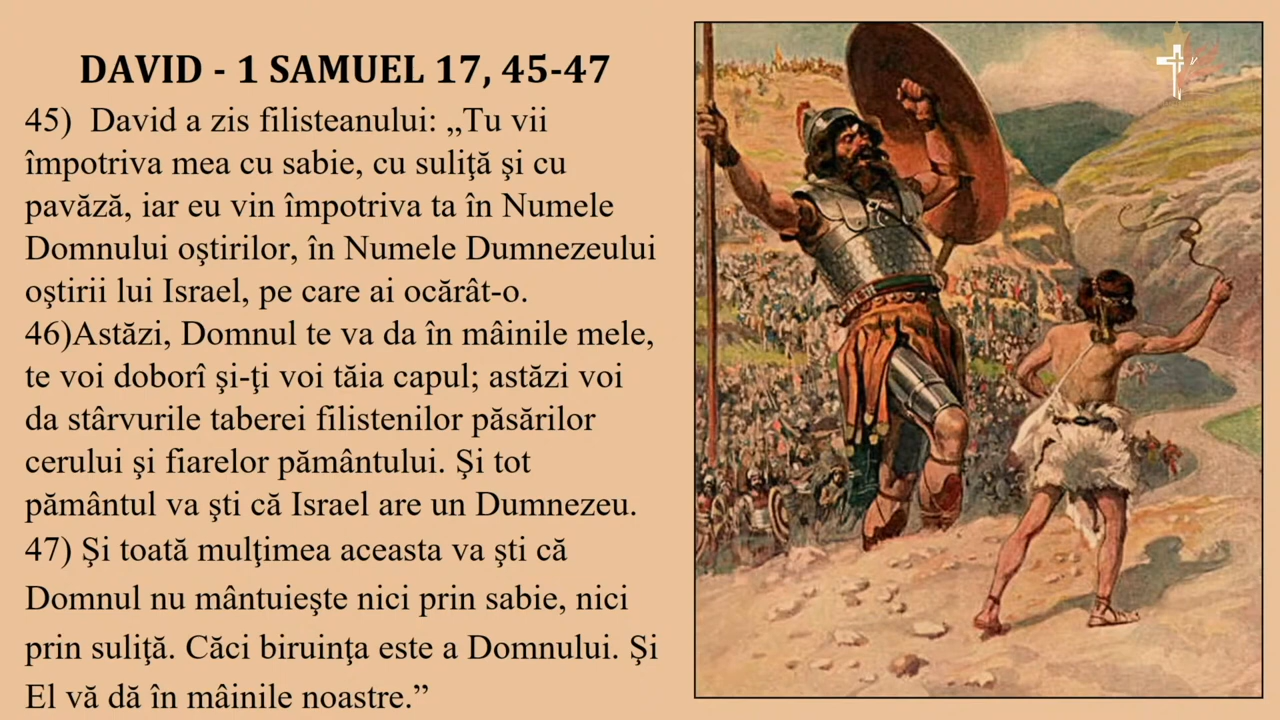 DAVID - 1 SAMUEL 17, 45-47
45) David a zis filisteanului: „Tu vii
împotriva mea cu sabie, cu suliţă şi cu
pavăză, iar eu vin împotriva ta în Numele
Domnului oştirilor, în Numele Dumnezeului
oştirii lui Israel, pe care ai ocărât-o.
46)Astăzi, Domnul te va da în mâinile mele,
te voi doborî şi-ţi voi tăia capul; astăzi voi
da stârvurile taberei filistenilor păsărilor
cerului şi fiarelor pământului. Şi tot
pământul va şti că Israel are un Dumnezeu.
47) Şi toată mulţimea aceasta va şti că
Domnul nu mântuieşte nici prin sabie, nici
prin suliţă. Căci biruinţa este a Domnului. Şi
El vă dă în mâinile noastre.”